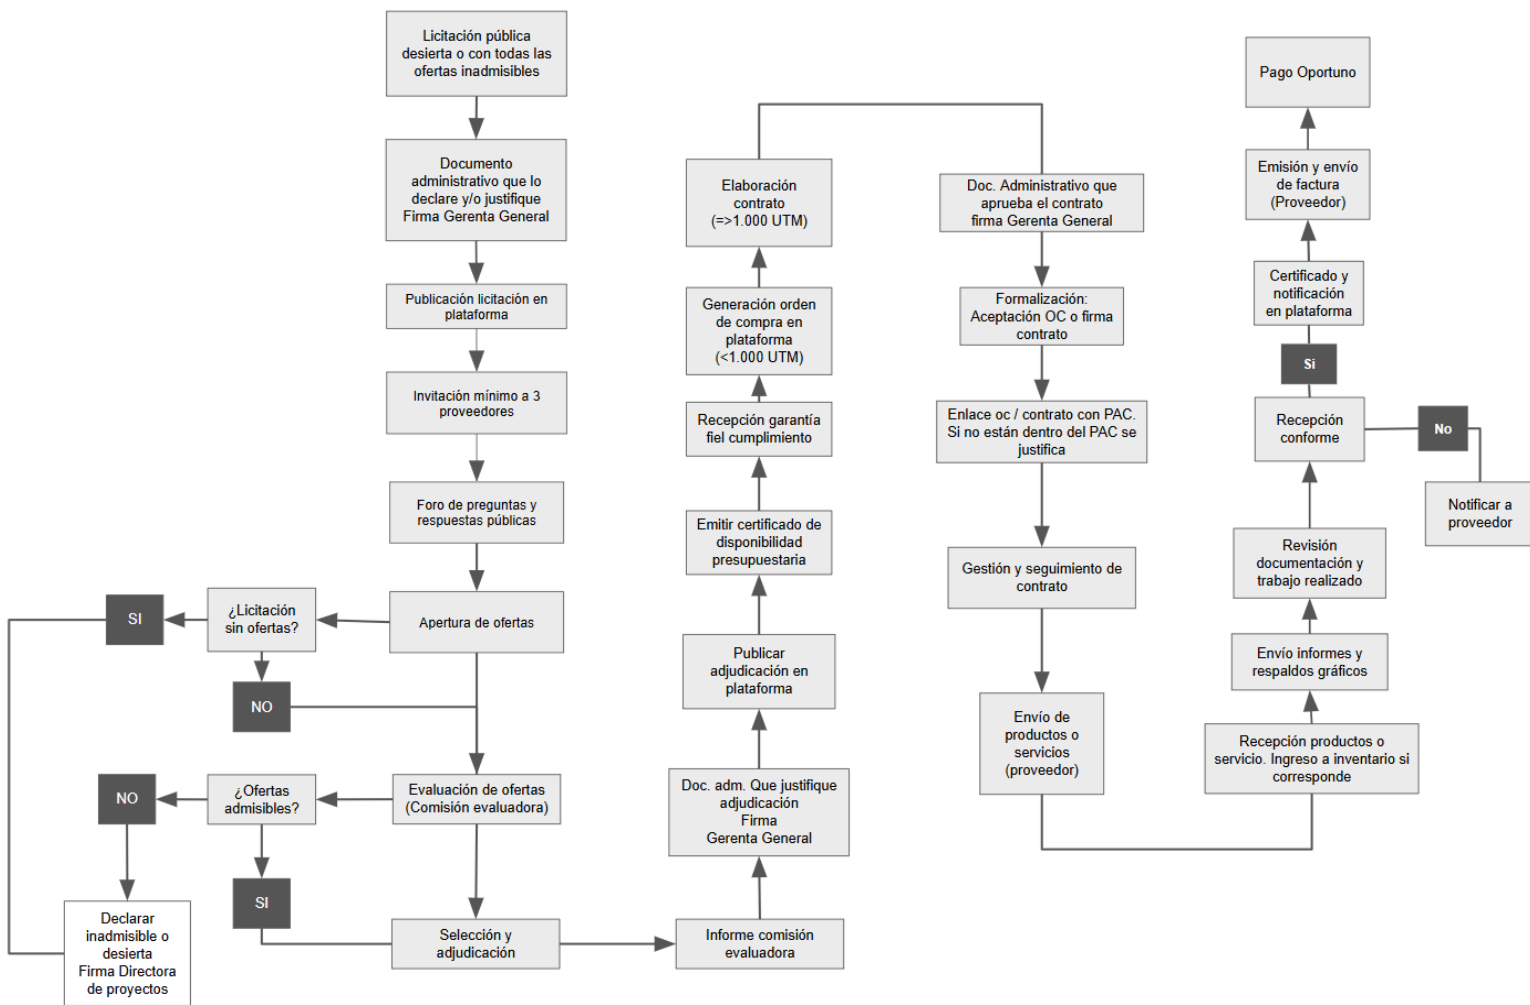 Licitación pública
desierta o con todas las
ofertas inadmisibles
Documento
administrativo que lo
declare y/o justifique
Firma Gerenta General
Publicación licitación en
plataforma
Invitación mínimo a 3
proveedores
Foro de preguntas y
respuestas públicas
Apertura de ofertas
¿Licitación
sin ofertas?
SI
NO
Evaluación de ofertas
(Comisión evaluadora)
¿Ofertas
admisibles?
NO
SI
Declarar
inadmisible o
desierta
Firma Directora
de proyectos
Selección y
adjudicación
Informe comisión
evaluadora
Doc. adm. Que justifique
adjudicación
Firma
Gerenta General
Publicar
adjudicación en
plataforma
Emitir certificado de
disponibilidad
presupuestaria
Recepción garantía
fiel cumplimiento
Generación orden
de compra en
plataforma
(<1.000 UTM)
Elaboración
contrato
(=>1.000 UTM)
Doc. Administrativo que
aprueba el contrato
firma Gerenta General
Formalización:
Aceptación OC o firma
contrato
Enlace oc / contrato con PAC.
Si no están dentro del PAC se
justifica
Gestión y seguimiento de
contrato
Envío de
productos o
servicios
(proveedor)
Recepción productos o
servicio. Ingreso a inventario si
corresponde
Envío informes y
respaldos gráficos
Revisión
documentación y
trabajo realizado
Recepción
conforme
No
Notificar a
proveedor
Si
Certificado y
notificación
en plataforma
Emisión y envío
de factura
(Proveedor)
Pago Oportuno